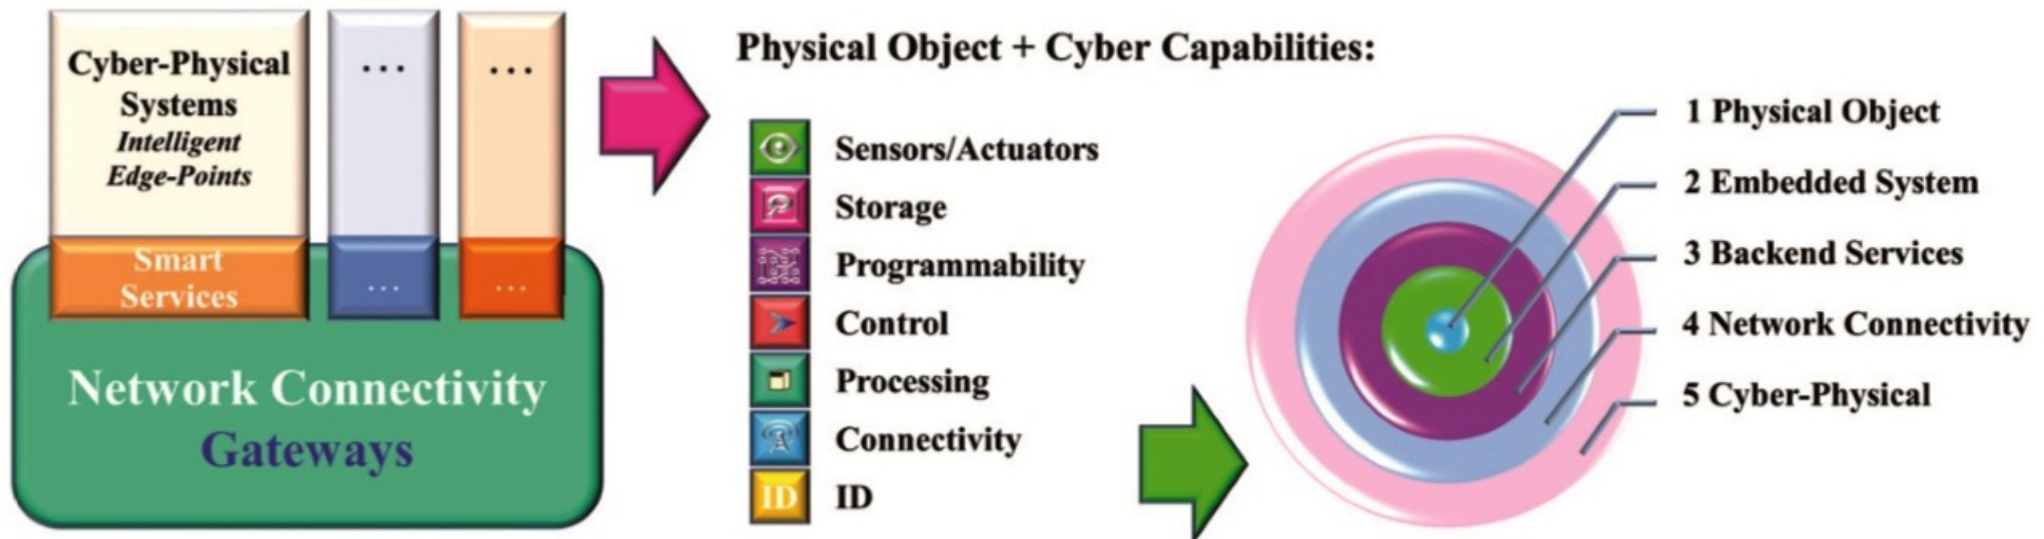 Cyber-Physical
Systems
Intelligent
Edge-Points
...
...
Smart
Services
...
...
Network Connectivity
Gateways
Physical Object + Cyber Capabilities:
Sensors/Actuators
Storage
Programmability
Control
Processing
Connectivity
ID ID
1 Physical Object
2 Embedded System
3 Backend Services
4 Network Connectivity
5 Cyber-Physical